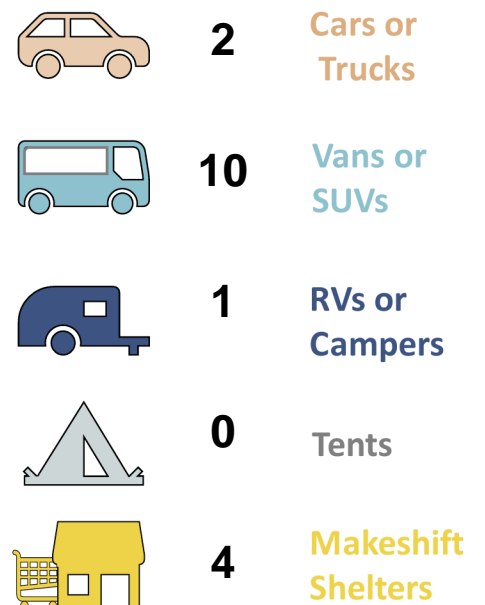 2 Cars or
Trucks
10 Vans or
SUVs
1 RVs or
Campers
0 Tents
4 Makeshift
Shelters